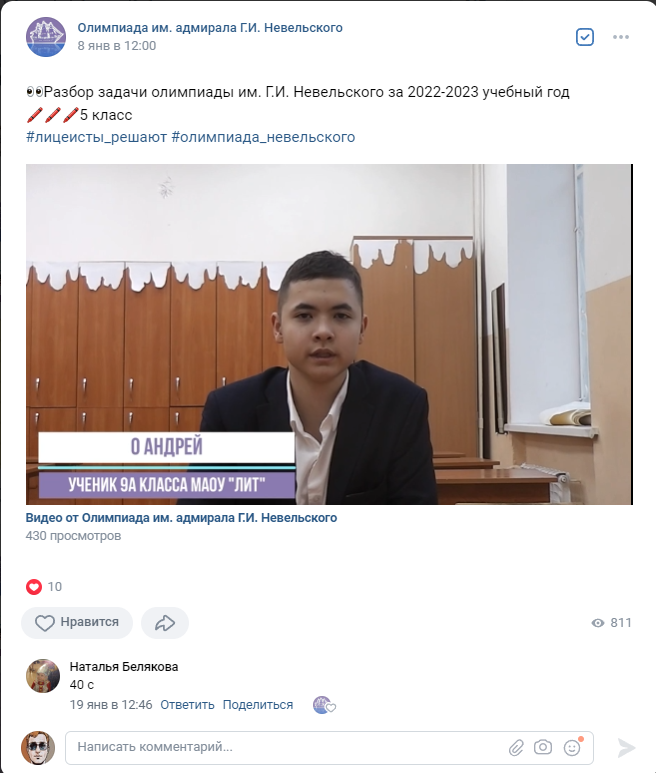 Олимпиада им. адмирала Г.И. Невельского
8 янв в 12:00
👀Разбор задачи олимпиады им. Г.И. Невельского за 2022-2023 учебный год
🖍🖍🖍5 класс
#лицеисты_решают #олимпиада_невельского
О АНДРЕЙ
УЧЕНИК 9А КЛАССА МАОУ "ЛИТ"
Видео от Олимпиада им. адмирала Г.И. Невельского
430 просмотров
10
Нравится
811
Наталья Белякова
40 с
19 янв в 12:46 Ответить Поделиться
Написать комментарий...